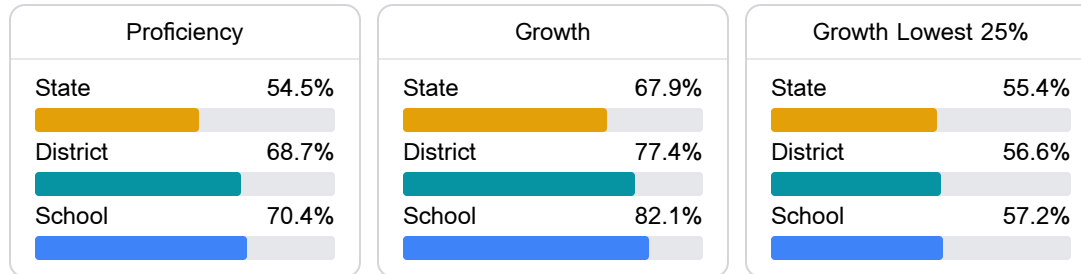 Proficiency
State 54.5%
District 68.7%
School 70.4%
Growth
State 67.9%
District 77.4%
School 82.1%
Growth Lowest 25%
State 55.4%
District 56.6%
School 57.2%